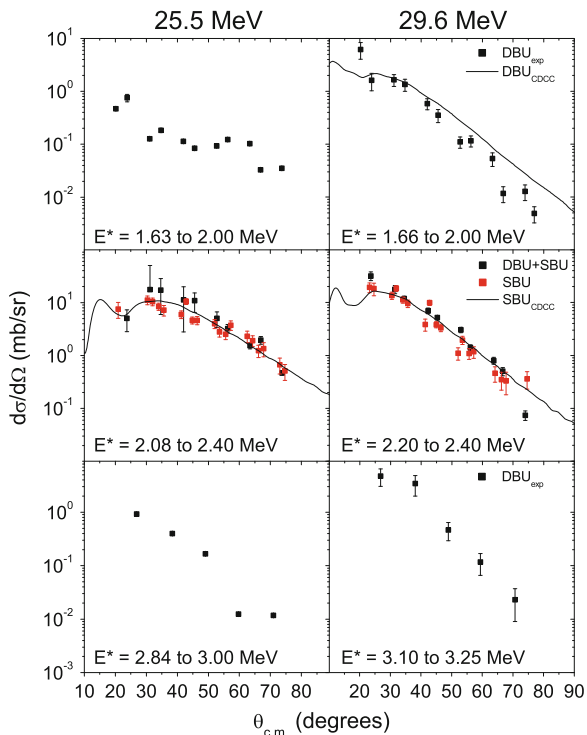 25.5 MeV 29.6 MeV
10^1
10^0
10^-1
10^-2
E* = 1.63 to 2.00 MeV
DBU_exp
DBU_CDCC
E* = 1.66 to 2.00 MeV
10^1
10^0
10^-1
E* = 2.08 to 2.40 MeV
DBU+SBU
SBU
SBU_CDCC
E* = 2.20 to 2.40 MeV
10^0
10^-1
10^-2
10^-3
E* = 2.84 to 3.00 MeV
DBU_exp
E* = 3.10 to 3.25 MeV
dσ/dΩ (mb/sr)
10 20 30 40 50 60 70 80 20 30 40 50 60 70 80 90
θ_c.m. (degrees)